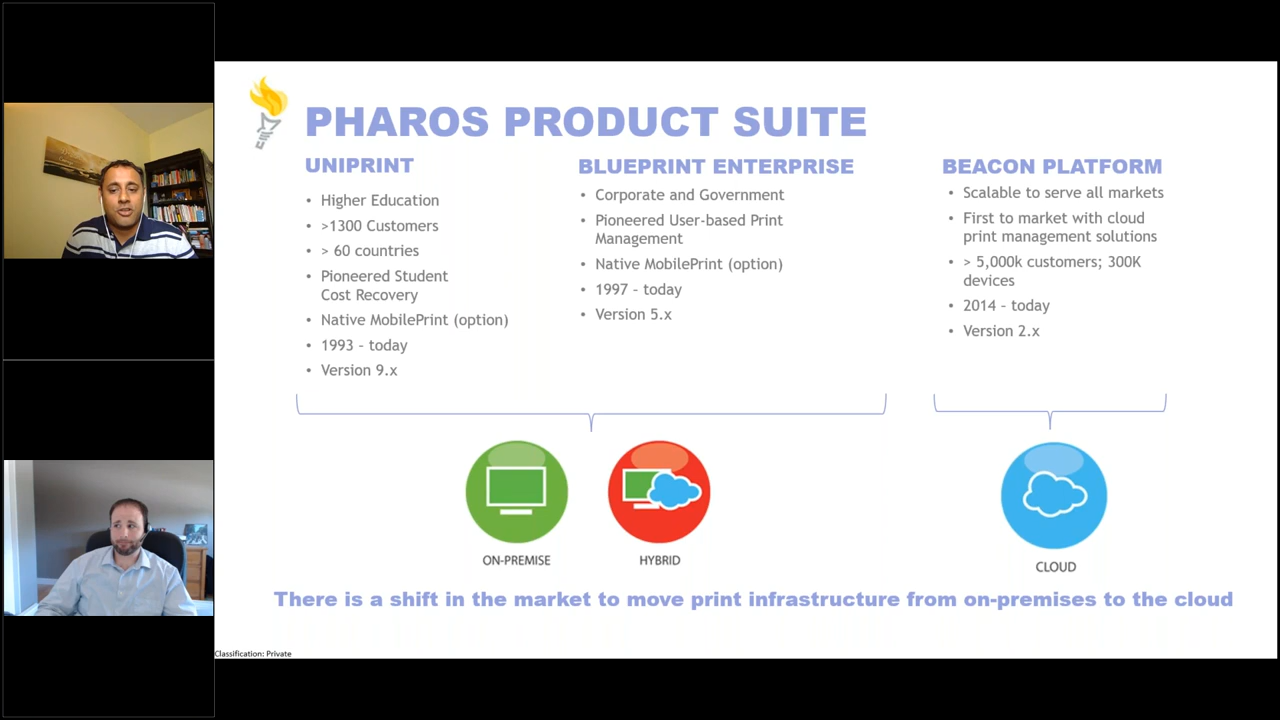 PHAROS PRODUCT SUITE
UNIPRINT
• Higher Education
• >1300 Customers
• > 60 countries
• Pioneered Student
Cost Recovery
• Native MobilePrint (option)
• 1993 – today
• Version 9.x
BLUEPRINT ENTERPRISE
• Corporate and Government
• Pioneered User-based Print
Management
• Native MobilePrint (option)
• 1997 – today
• Version 5.x
BEACON PLATFORM
• Scalable to serve all markets
• First to market with cloud
print management solutions
• > 5,000k customers; 300K
devices
• 2014 – today
• Version 2.x
ON-PREMISE
HYBRID
CLOUD
There is a shift in the market to move print infrastructure from on-premises to the cloud
Classification: Private